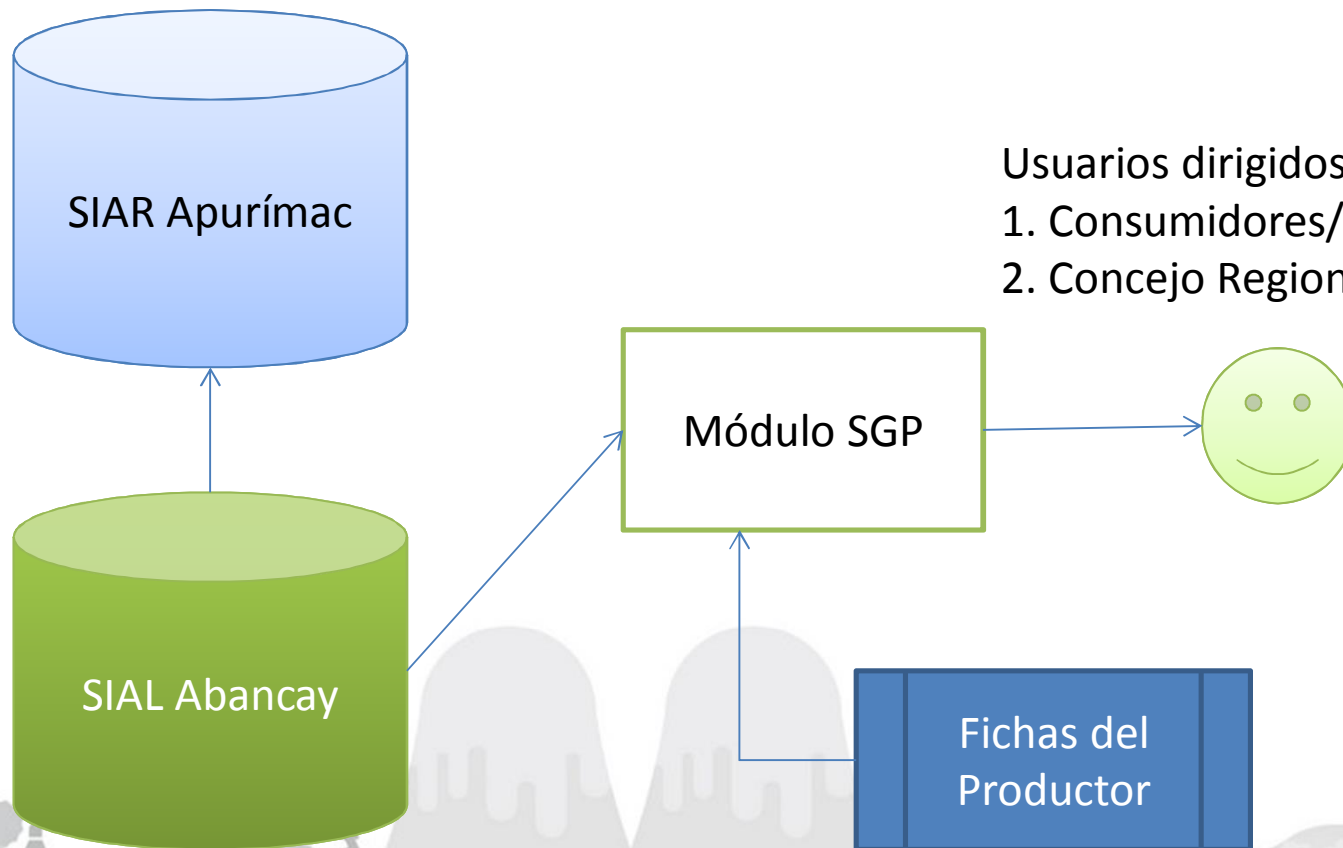 SIAR Apurímac
Usuarios dirigidos
1. Consumidores/
2. Concejo Region
Módulo SGP
SIAL Abancay
Fichas del
Productor